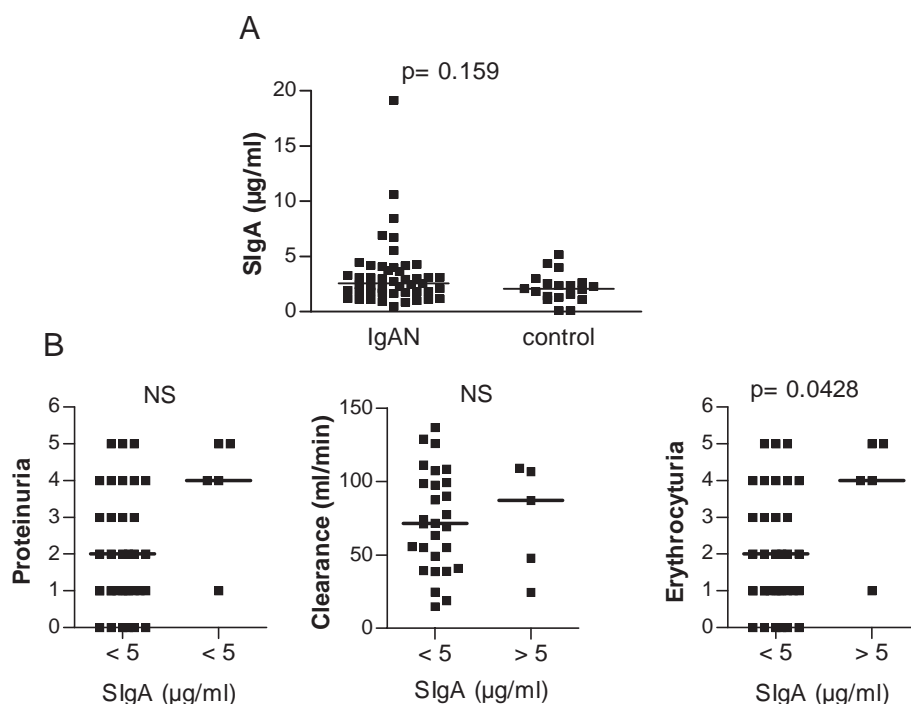 A
p= 0.159
20
15
10
5
0
SIgA (µg/ml)
IgAN
control
B
NS
6
5
4
3
2
1
0
Proteinuria
< 5
< 5
SIgA (µg/ml)
NS
150
100
50
0
Clearance (ml/min)
< 5
> 5
SIgA (µg/ml)
p= 0.0428
6
5
4
3
2
1
0
Erythrocyturia
< 5
> 5
SIgA (µg/ml)